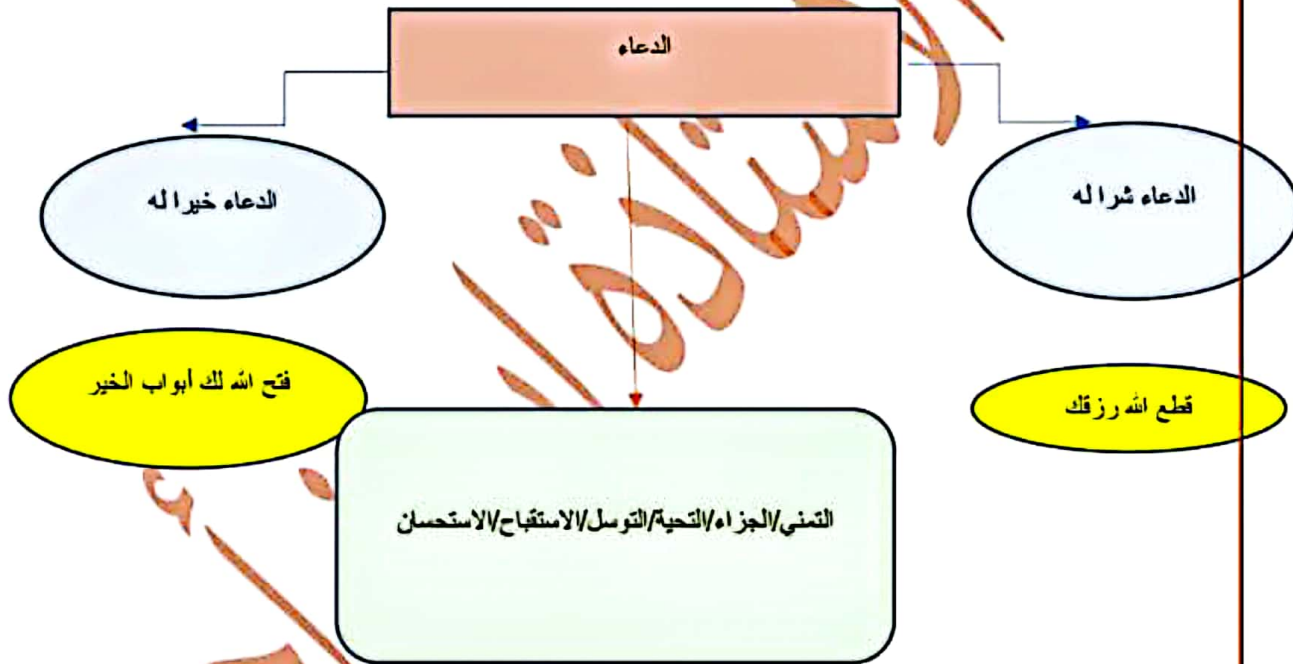 الدعاء
الدعاء شرا له
الدعاء خيرا له
قطع الله رزقك
فتح الله لك أبواب الخير
التمني/الجزاء/التحية/التوسل/الاستقباح/الاستحسان